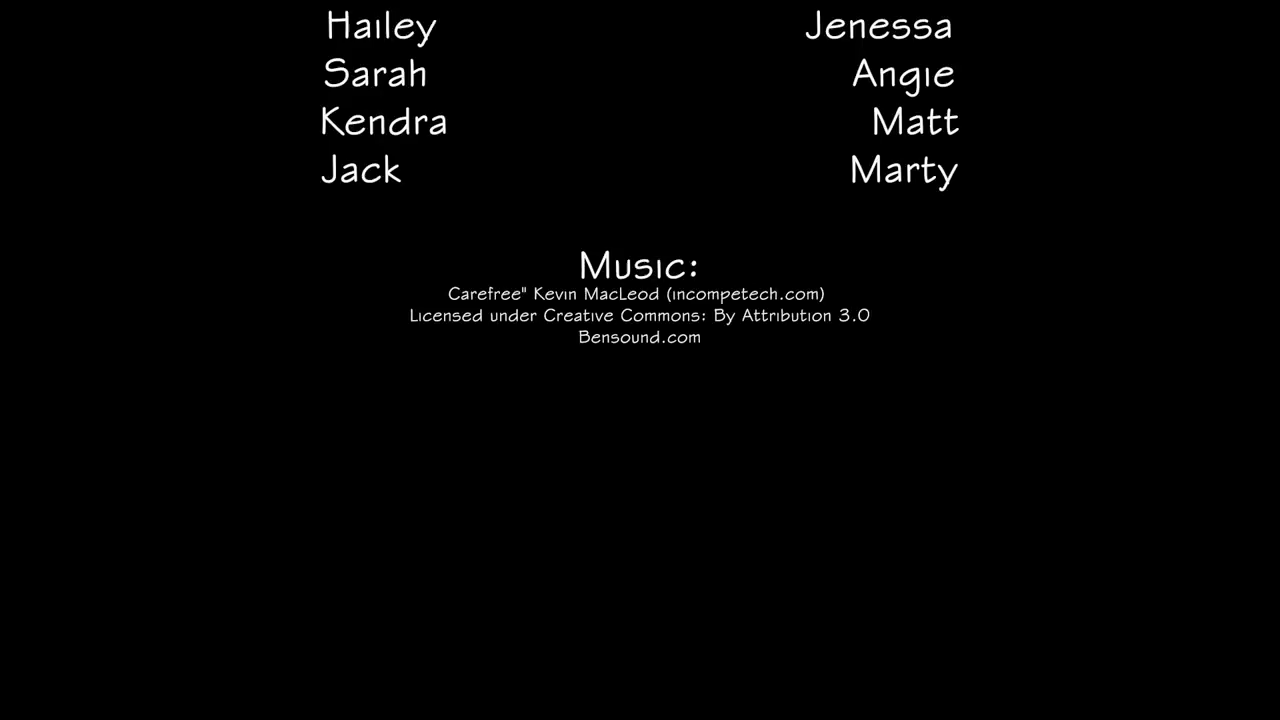 Hailey Jenessa
Sarah Angie
Kendra Matt
Jack Marty
Music:
Carefree" Kevin MacLeod (incompetech.com)
Licensed under Creative Commons: By Attribution 3.0
Bensound.com